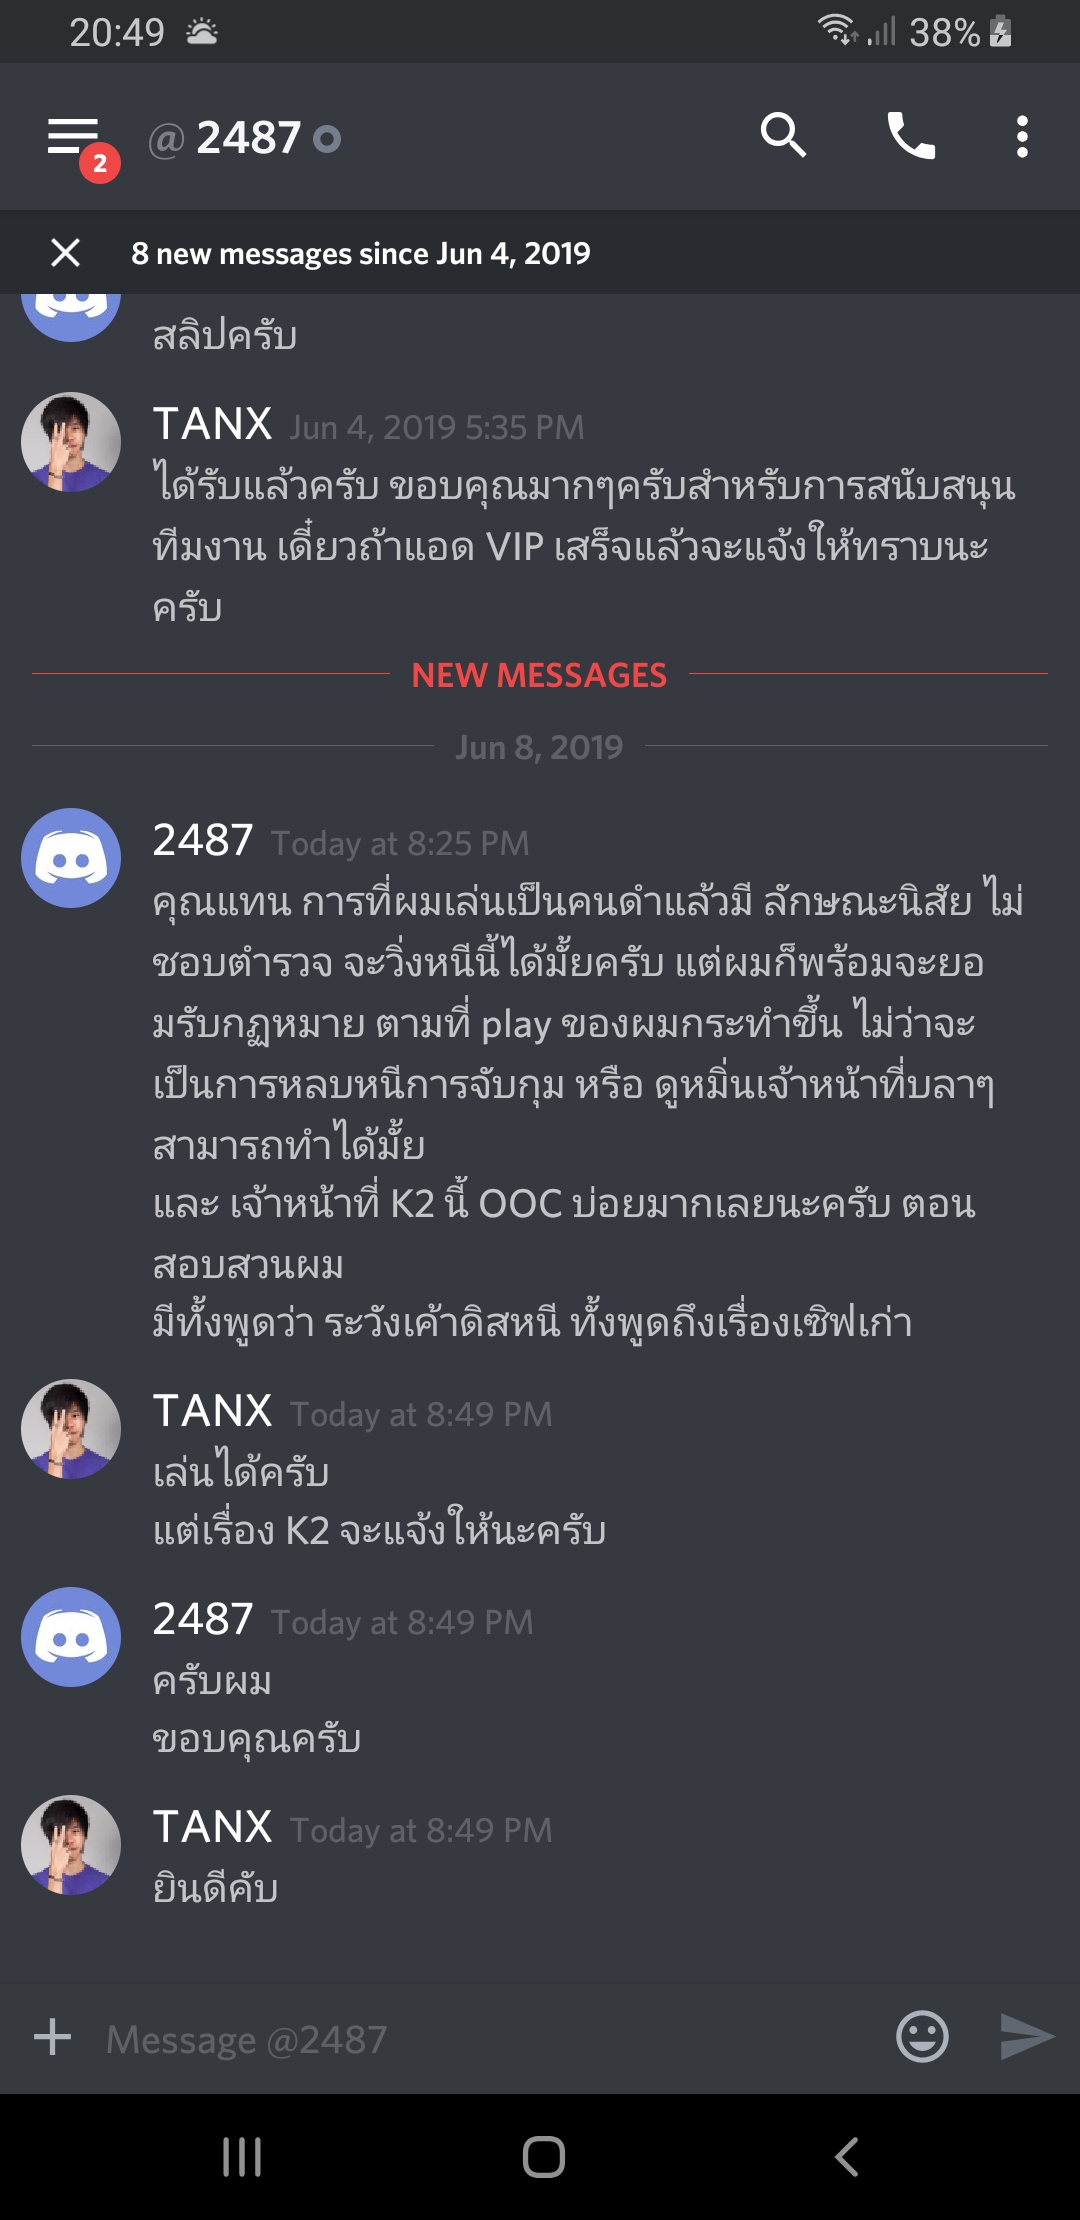 20:49
38%
2
@ 2487
8 new messages since Jun 4, 2019
สลิปครับ
TANX Jun 4, 2019 5:35 PM
ได้รับแล้วครับ ขอบคุณมากๆครับสำหรับการสนับสนุน
ทีมงาน เดี๋ยวถ้าแอด VIP เสร็จแล้วจะแจ้งให้ทราบนะ
ครับ
NEW MESSAGES
Jun 8, 2019
2487 Today at 8:25 PM
คุณแทน การที่ผมเล่นเป็นคนดำแล้วมี ลักษณะนิสัย ไม่
ชอบตำรวจ จะวิ่งหนีนี้ได้มั้ยครับ แต่ผมก็พร้อมจะยอ
มรับกฏหมาย ตามที่ play ของผมกระทำขึ้น ไม่ว่าจะ
เป็นการหลบหนีการจับกุม หรือ ดูหมิ่นเจ้าหน้าที่บลาๆ
สามารถทำได้มั้ย
และ เจ้าหน้าที่ K2 นี้ OOC บ่อยมากเลยนะครับ ตอน
สอบสวนผม
มีทั้งพูดว่า ระวังเค้าดิสหนี ทั้งพูดถึงเรื่องเซิฟเก่า
TANX Today at 8:49 PM
เล่นได้ครับ
แต่เรื่อง K2 จะแจ้งให้นะครับ
2487 Today at 8:49 PM
ครับผม
ขอบคุณครับ
TANX Today at 8:49 PM
ยินดีคับ
Message @2487